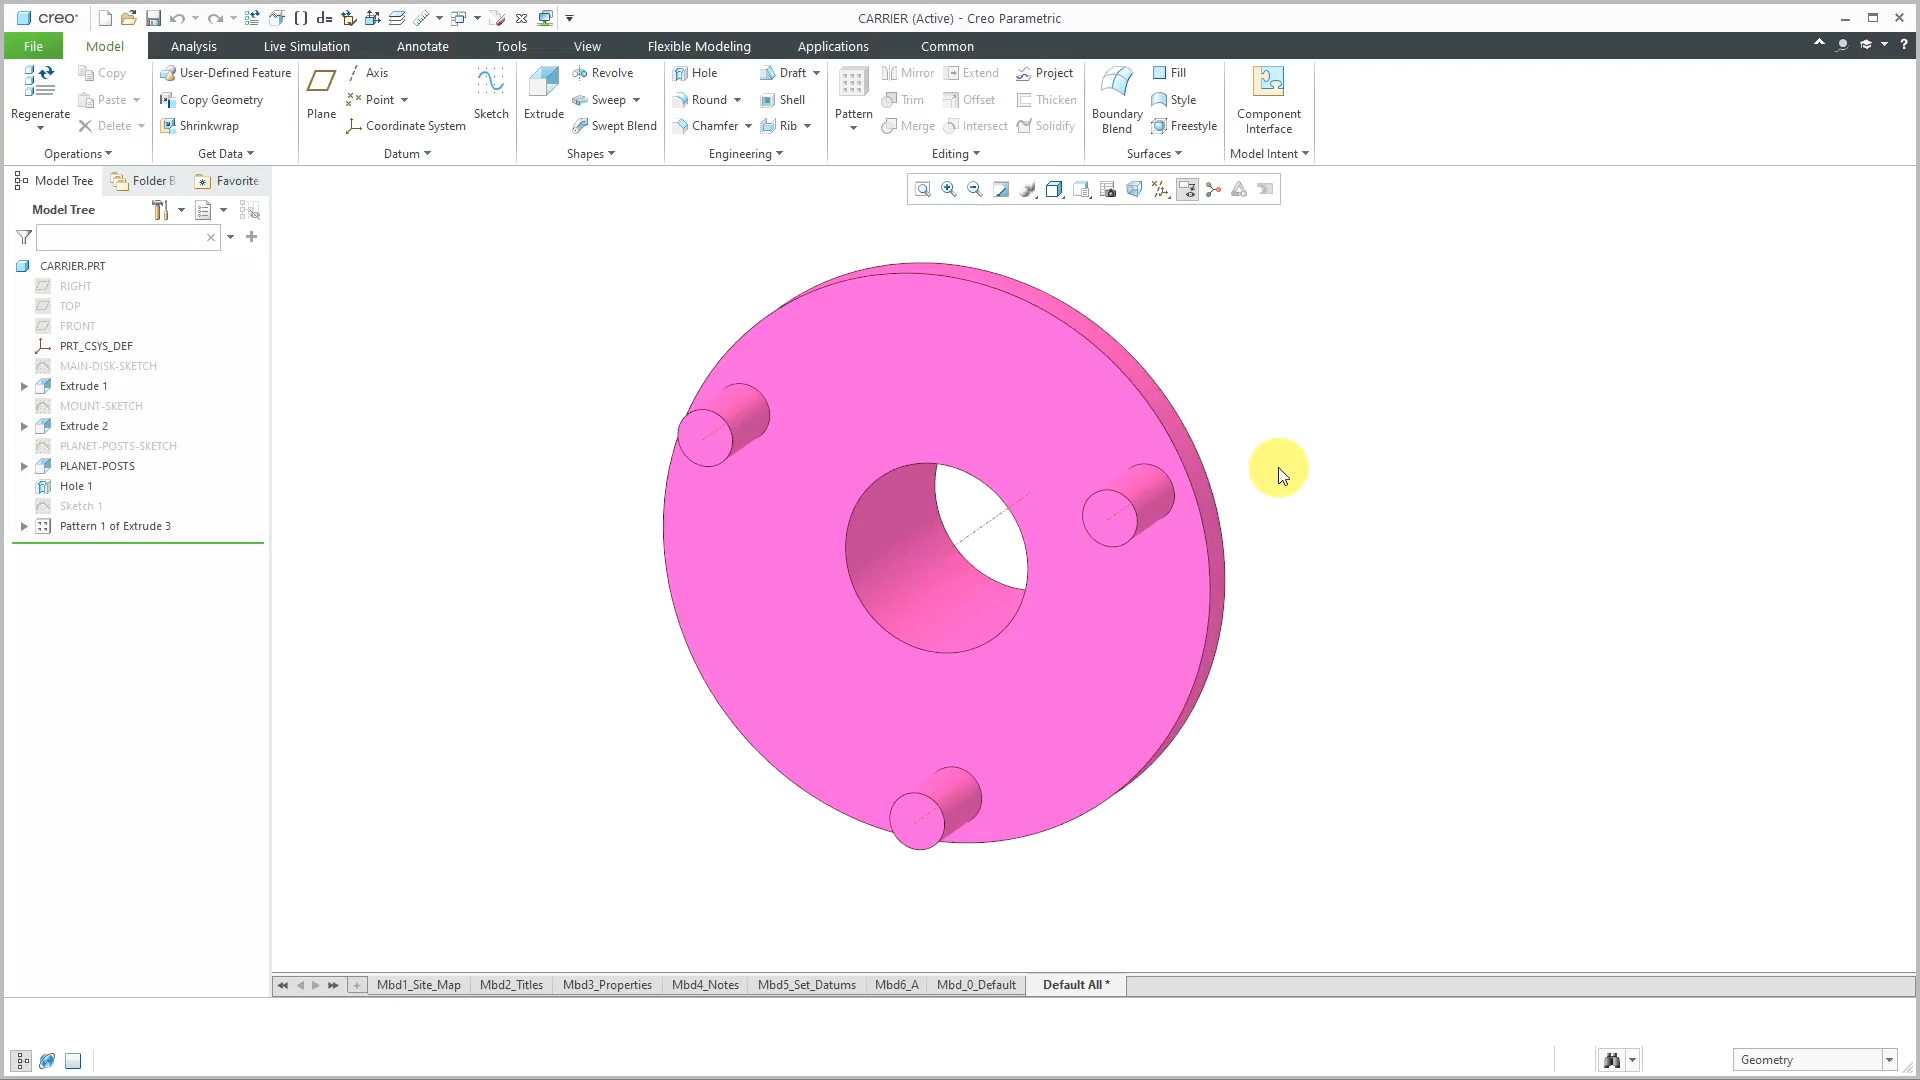 creo®
CARRIER (Active) - Creo Parametric
File
Model
Analysis
Live Simulation
Annotate
Tools
View
Flexible Modeling
Applications
Common
Regenerate
Copy
Paste
Delete
Operations
User-Defined Feature
Copy Geometry
Shrinkwrap
Get Data
Plane
Axis
Point
Coordinate System
Sketch
Datum
Extrude
Revolve
Sweep
Swept Blend
Shapes
Hole
Round
Chamfer
Draft
Shell
Rib
Engineering
Pattern
Mirror
Trim
Merge
Extend
Offset
Intersect
Project
Thicken
Solidify
Editing
Boundary
Blend
Fill
Style
Freestyle
Surfaces
Component
Interface
Model Intent
Model Tree
Folder B
Favorite
Model Tree
CARRIER.PRT
RIGHT
TOP
FRONT
PRT_CSYS_DEF
MAIN-DISK-SKETCH
Extrude 1
MOUNT-SKETCH
Extrude 2
PLANET-POSTS-SKETCH
PLANET-POSTS
Hole 1
Sketch 1
Pattern 1 of Extrude 3
Mbd1_Site_Map
Mbd2_Titles
Mbd3_Properties
Mbd4_Notes
Mbd5_Set_Datums
Mbd6_A
Mbd_0_Default
Default All *
Geometry